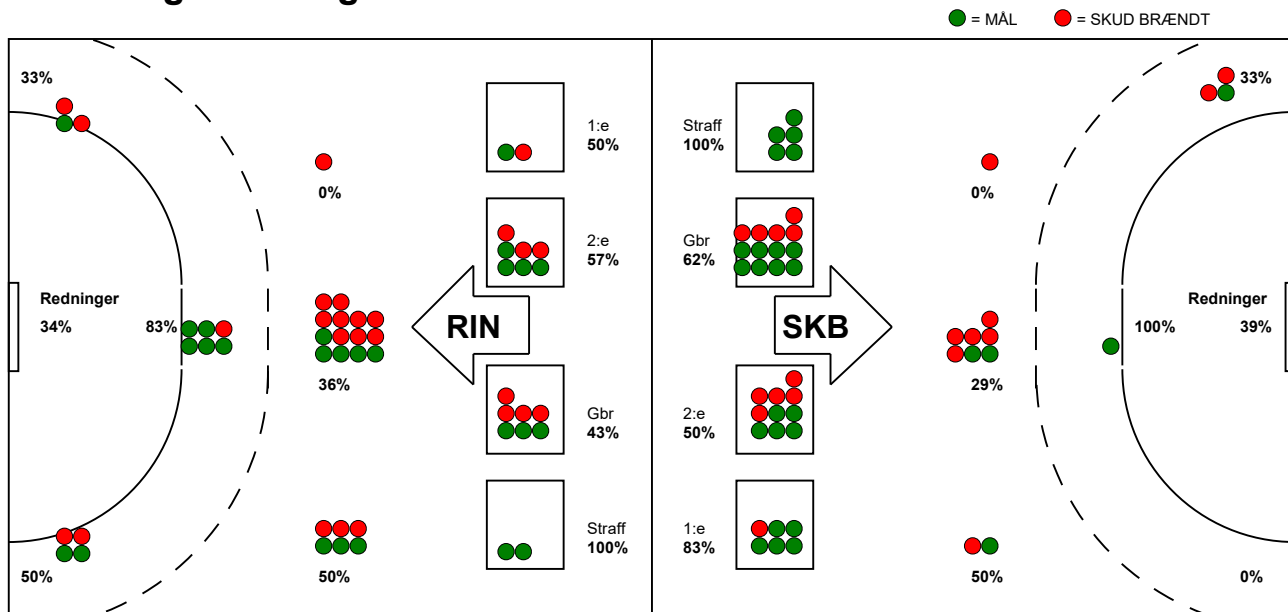 = MÅL
= SKUD BRÆNDT
33%
1:e
50%
Straff
100%
33%
0%
0%
2:e
57%
Gbr
62%
Redninger
34%
83%
RIN
SKB
Redninger
100%
39%
36%
29%
Gbr
43%
2:e
50%
Straff
100%
1:e
83%
50%
50%
50%
0%